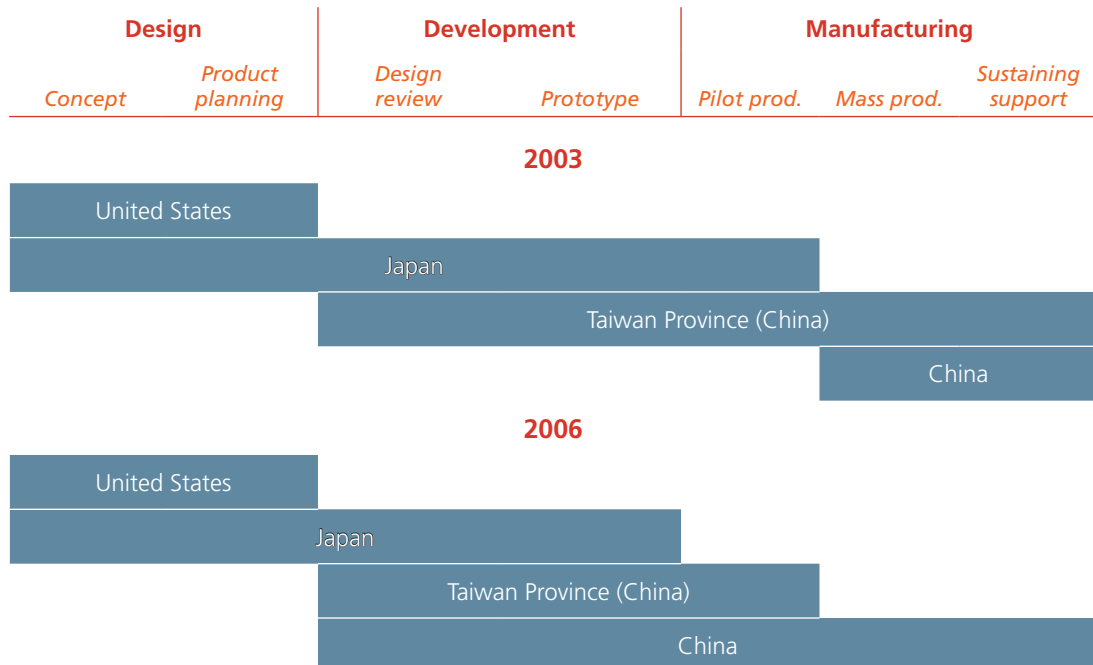 Design Development Manufacturing
Concept Product planning Design review Prototype Pilot prod. Mass prod. Sustaining support
2003
United States
Japan
Taiwan Province (China)
China
2006
United States
Japan
Taiwan Province (China)
China